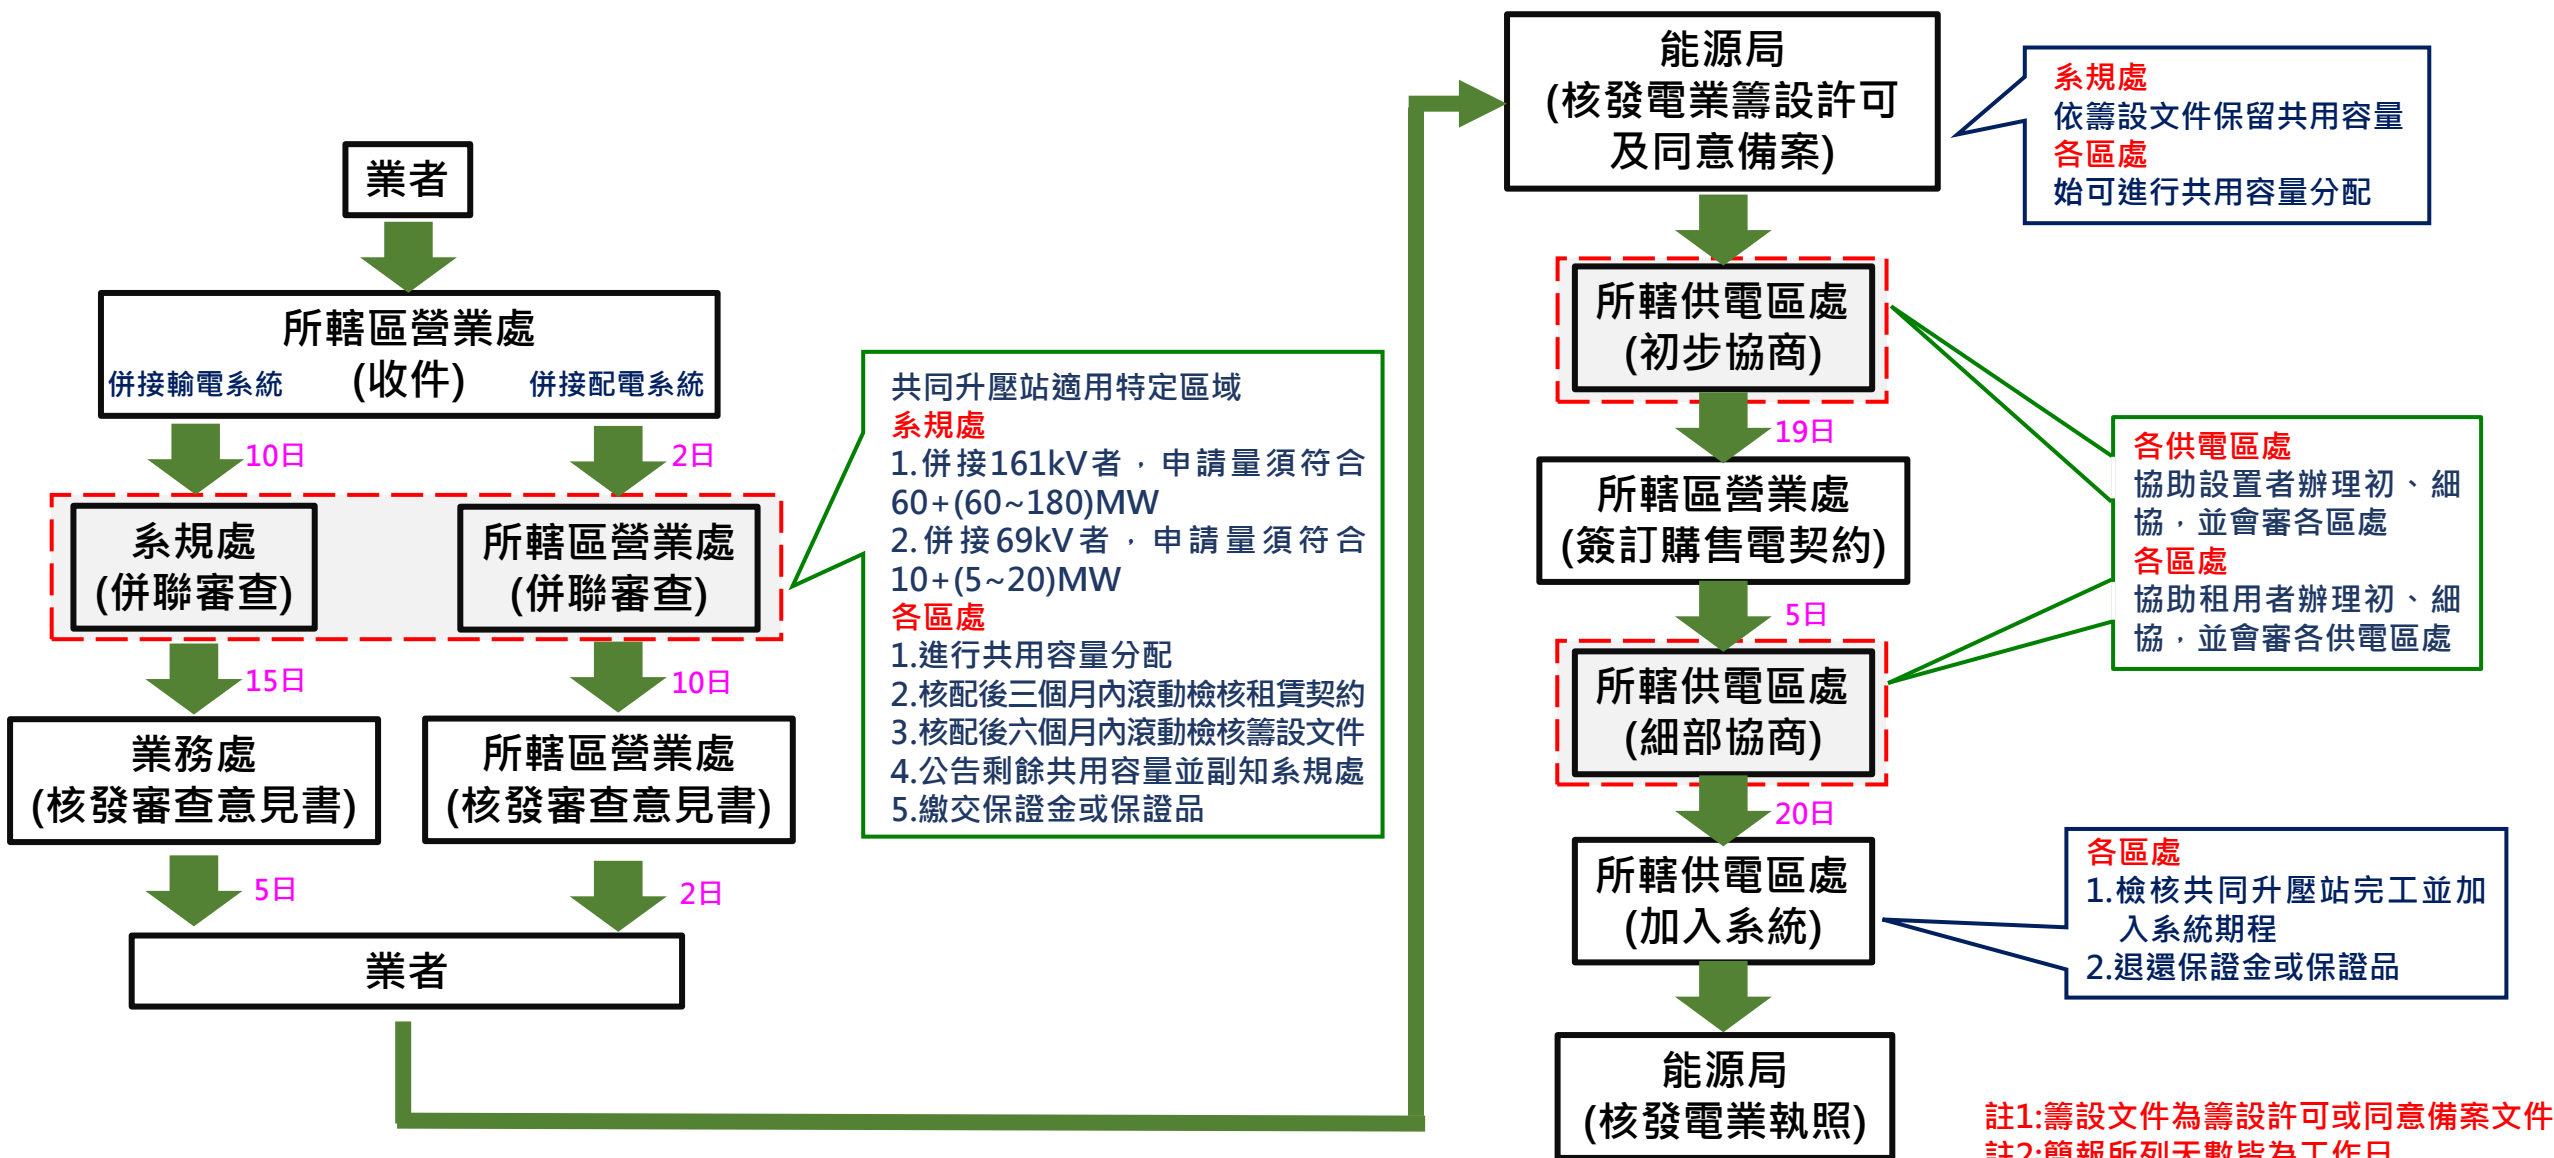 業者
所轄區營業處
(收件)
併接輸電系統
併接配電系統
10日
2日
系規處
(併聯審查)
所轄區營業處
(併聯審查)
15日
10日
業務處
(核發審查意見書)
所轄區營業處
(核發審查意見書)
5日
2日
業者
共同升壓站適用特定區域
系規處
1.併接161kV者，申請量須符合
60+(60~180)MW
2.併接69kV者，申請量須符合
10+(5~20)MW
各區處
1.進行共用容量分配
2.核配後三個月內滾動檢核租賃契約
3.核配後六個月內滾動檢核籌設文件
4.公告剩餘共用容量並副知系規處
5.繳交保證金或保證品
能源局
(核發電業籌設許可
及同意備案)
系規處
依籌設文件保留共用容量
各區處
始可進行共用容量分配
所轄供電區處
(初步協商)
19日
所轄區營業處
(簽訂購售電契約)
5日
所轄供電區處
(細部協商)
各供電區處
協助設置者辦理初、細
協，並會審各區處
各區處
協助租用者辦理初、細
協，並會審各供電區處
20日
所轄供電區處
(加入系統)
各區處
1.檢核共同升壓站完工並加
入系統期程
2.退還保證金或保證品
能源局
(核發電業執照)
註1:籌設文件為籌設許可或同意備案文件
註2:簡報所列天數皆為工作日